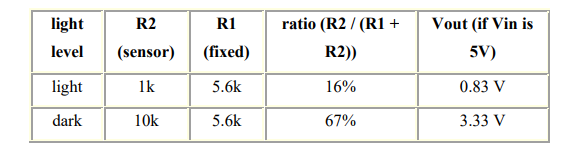 light level | R2 (sensor) | R1 (fixed) | ratio (R2 / (R1 + R2)) | Vout (if Vin is 5V)
light | 1k | 5.6k | 16% | 0.83 V
dark | 10k | 5.6k | 67% | 3.33 V